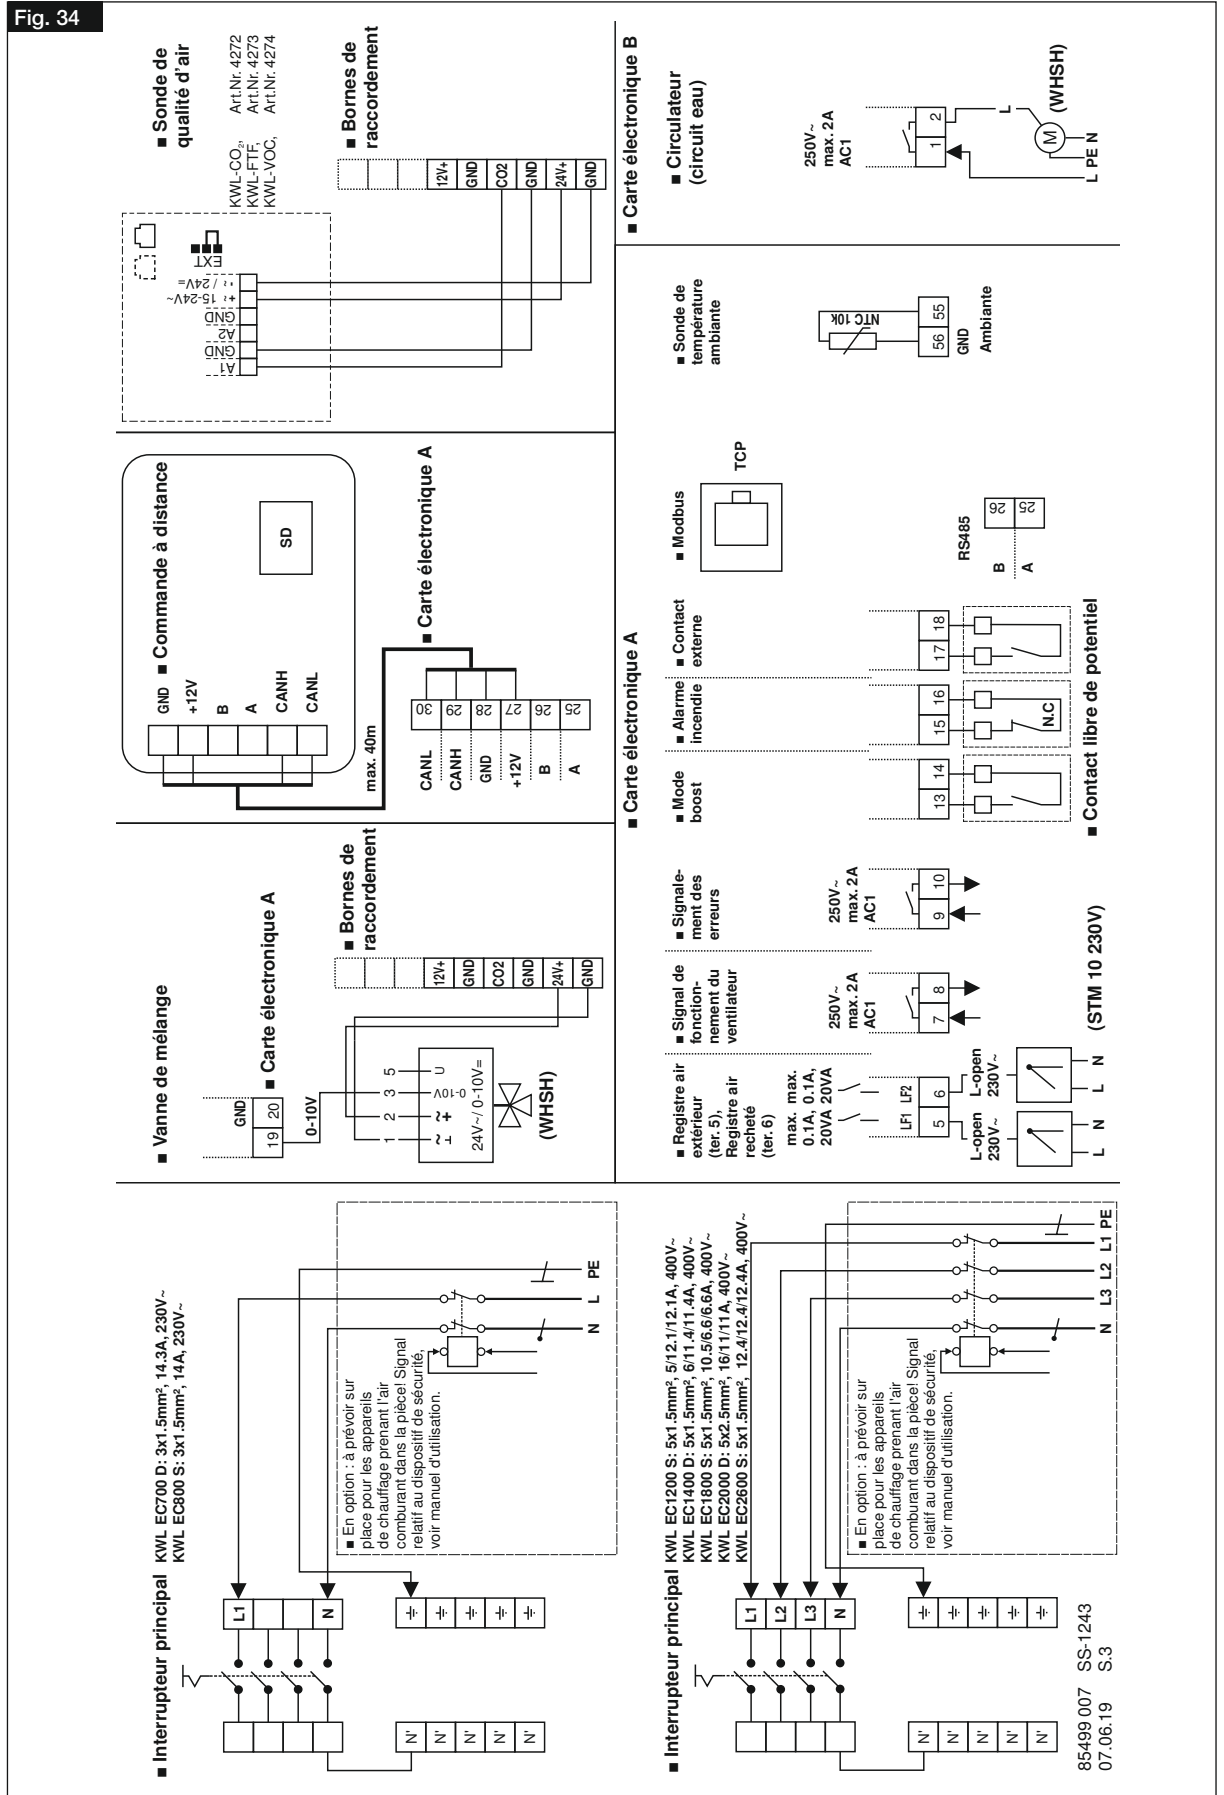 Fig. 34
■ Interrupteur principal
KWL EC700 D: 3x1.5mm², 14.3A, 230V~
KWL EC800 S: 3x1.5mm², 14A, 230V~
L1
N
N'
N'
N'
N'
N'
■ En option : à prévoir sur
place pour les appareils
de chauffage prenant l'air
comburant dans la pièce! Signal
relatif au dispositif de sécurité,
voir manuel d'utilisation.
N
L
PE
■ Vanne de mélange
■ Carte électronique A
GND
19
20
0-10V
1
2
3
5
~ ⊥
~ +
0-10V
U
24V~/ 0-10V=
(WHSH)
■ Bornes de
raccordement
12V+
GND
CO2
GND
24V+
GND
■ Commande à distance
GND
+12V
B
A
CANH
CANL
SD
max. 40m
■ Carte électronique A
30
29
28
27
26
25
CANL
CANH
GND
+12V
B
A
■ Sonde de
qualité d'air
KWL-CO₂, Art.Nr. 4272
KWL-FTF, Art.Nr. 4273
KWL-VOC, Art.Nr. 4274
EXT
- ~ / 24V=
+ ~ 15-24V~
GND
A2
GND
A1
■ Bornes de
raccordement
12V+
GND
CO2
GND
24V+
GND
■ Interrupteur principal
KWL EC1200 S: 5x1.5mm², 5/12.1/12.1A, 400V~
KWL EC1400 D: 5x1.5mm², 6/11.4/11.4A, 400V~
KWL EC1800 S: 5x1.5mm², 10.5/6.6/6.6A, 400V~
KWL EC2000 D: 5x2.5mm², 16/11/11A, 400V~
KWL EC2600 S: 5x1.5mm², 12.4/12.4/12.4A, 400V~
L1
L2
L3
N
N'
N'
N'
N'
N'
■ En option : à prévoir sur
place pour les appareils
de chauffage prenant l'air
comburant dans la pièce! Signal
relatif au dispositif de sécurité,
voir manuel d'utilisation.
N
L3
L2
L1
PE
85499 007 SS-1243
07.06.19 S.3
■ Carte électronique A
■ Registre air
extérieur
(ter. 5),
Registre air
recheté
(ter. 6)
max. max.
0.1A, 0.1A,
20VA 20VA
LF1
LF2
5
6
L-open
230V~
L-open
230V~
L
N
L
N
(STM 10 230V)
■ Signal de
fonction-
nement du
ventilateur
250V~
max. 2A
AC1
7
8
■ Signale-
ment des
erreurs
250V~
max. 2A
AC1
9
10
■ Mode
boost
13
14
■ Alarme
incendie
15
16
N.C
■ Contact
externe
17
18
■ Contact libre de potentiel
■ Modbus
TCP
RS485
26
25
B
A
■ Sonde de
température
ambiante
NTC 10k
56
55
GND
Ambiante
■ Carte électronique B
■ Circulateur
(circuit eau)
250V~
max. 2A
AC1
1
2
L
M
L PE N
(WHSH)